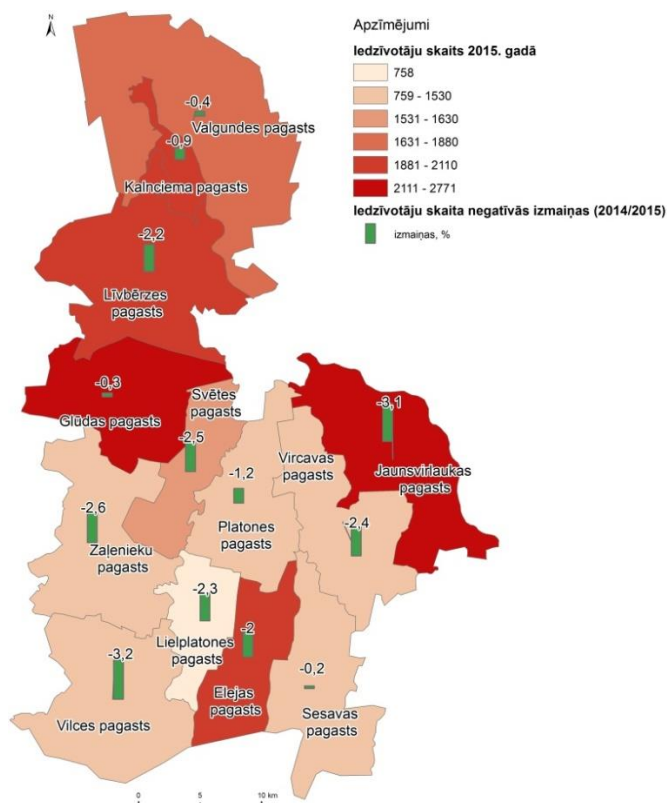 N
Apzīmējumi
Iedzīvotāju skaits 2015. gadā
758
759 - 1530
1531 - 1630
1631 - 1880
1881 - 2110
2111 - 2771
Iedzīvotāju skaita negatīvās izmaiņas (2014/2015)
izmaiņas, %
-0,4
Valgundes pagasts
-0,9
Kalnciema pagasts
-2,2
Līvbērzes
pagasts
-0,3
Glūdas pagasts
Svētes
pagasts
-2,5
-3,1
Jaunsvirlaukas
pagasts
Vircavas
pagasts
-2,4
-1,2
Platones
pagasts
-2,6
Zaļenieku
pagasts
-2,3
Lielplatones
pagasts
-2
Elejas
pagasts
-0,2
Sesavas
pagasts
-3,2
Vilces pagasts
0 5 10 km